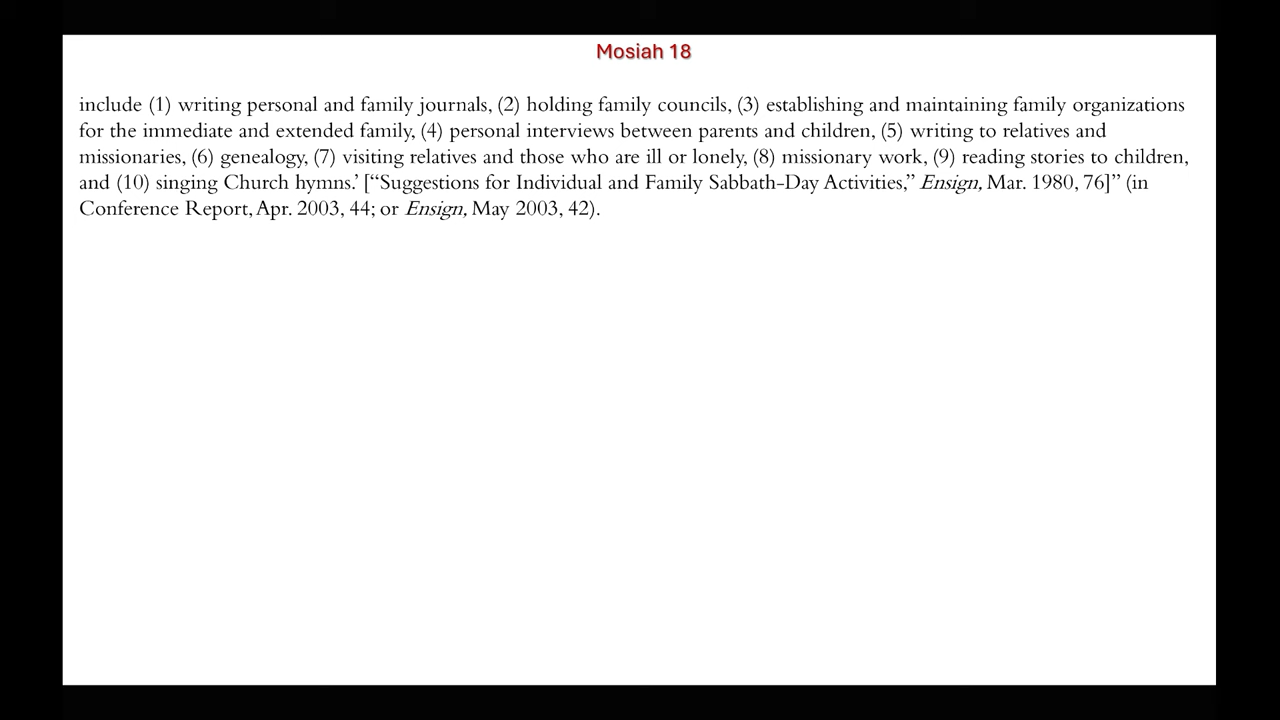 Mosiah 18
include (1) writing personal and family journals, (2) holding family councils, (3) establishing and maintaining family organizations
for the immediate and extended family, (4) personal interviews between parents and children, (5) writing to relatives and
missionaries, (6) genealogy, (7) visiting relatives and those who are ill or lonely, (8) missionary work, (9) reading stories to children,
and (10) singing Church hymns.’ [“Suggestions for Individual and Family Sabbath-Day Activities,” Ensign, Mar. 1980, 76]” (in
Conference Report, Apr. 2003, 44; or Ensign, May 2003, 42).